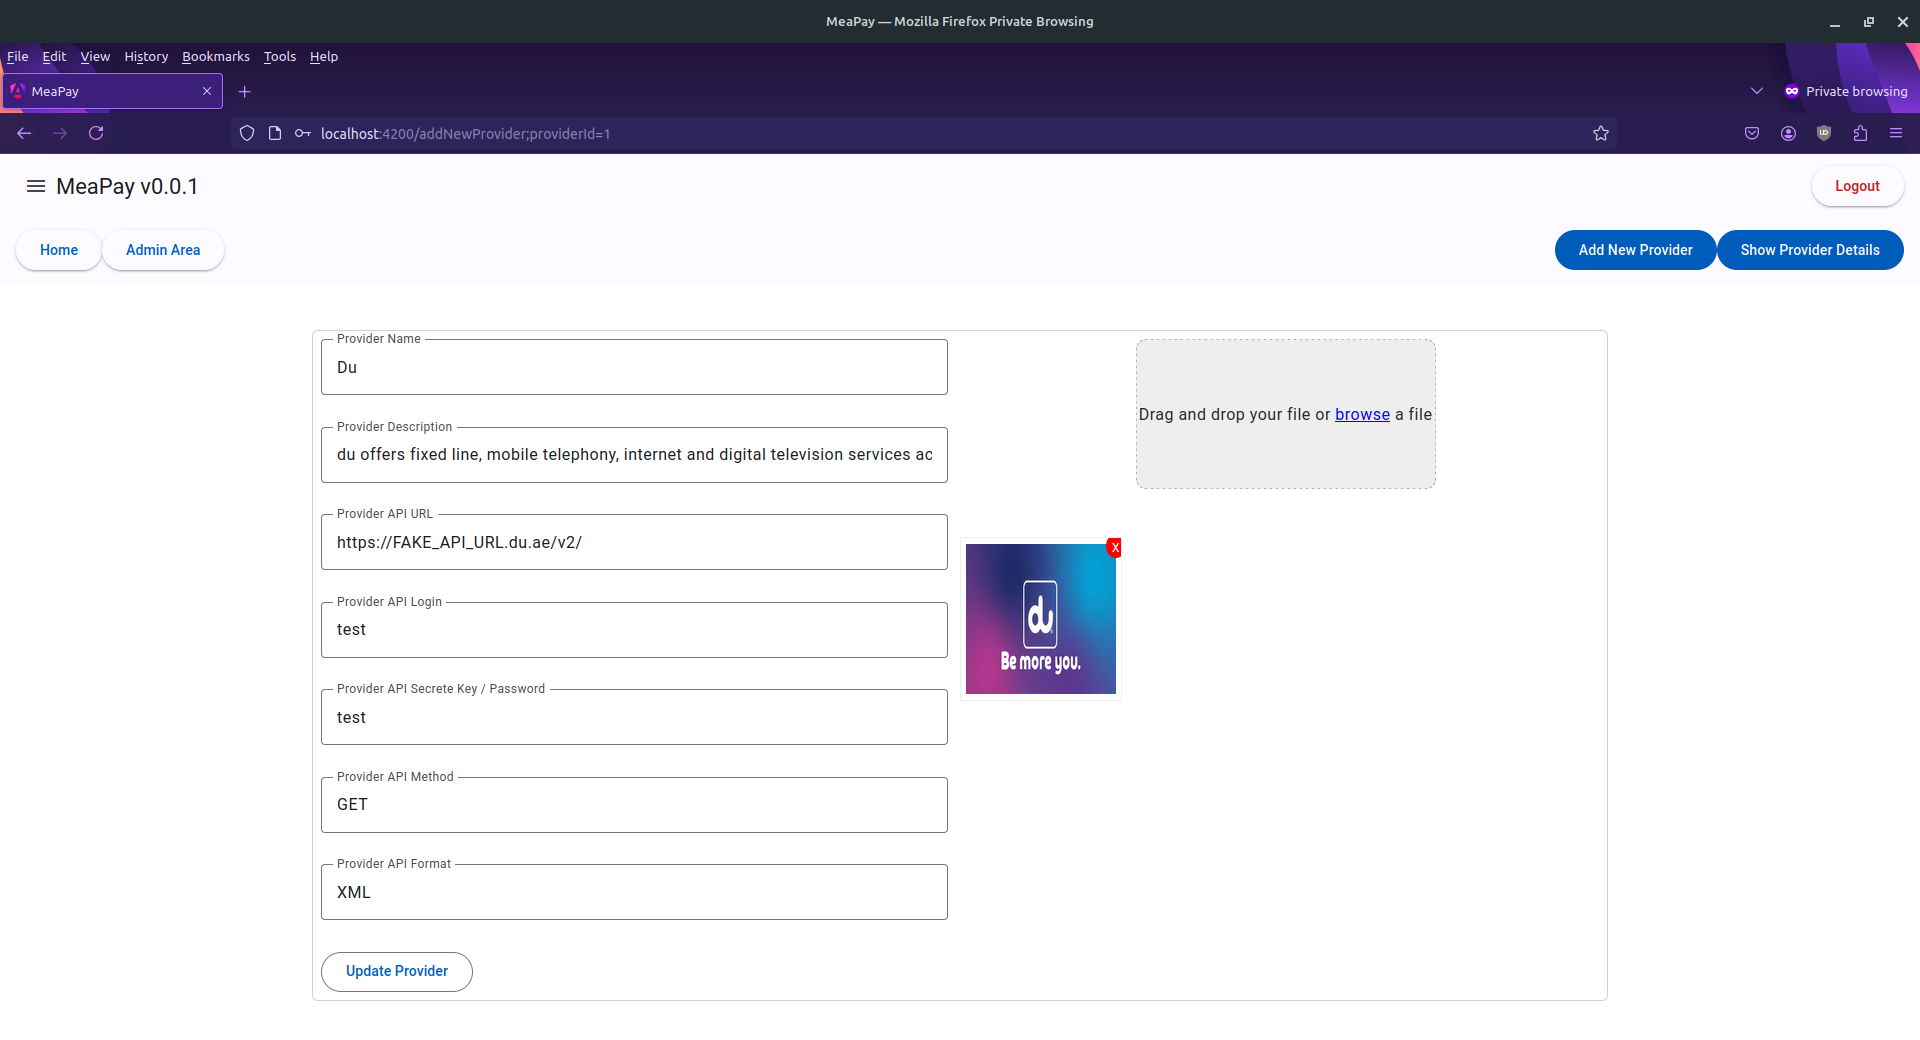 MeaPay — Mozilla Firefox Private Browsing
File Edit View History Bookmarks Tools Help
MeaPay
Private browsing
localhost:4200/addNewProvider;providerId=1
MeaPay v0.0.1
Logout
Home
Admin Area
Add New Provider
Show Provider Details
Provider Name
Du
Drag and drop your file or browse a file
Provider Description
du offers fixed line, mobile telephony, internet and digital television services ac
Provider API URL
https://FAKE_API_URL.du.ae/v2/
X
du
Be more you.
Provider API Login
test
Provider API Secrete Key / Password
test
Provider API Method
GET
Provider API Format
XML
Update Provider